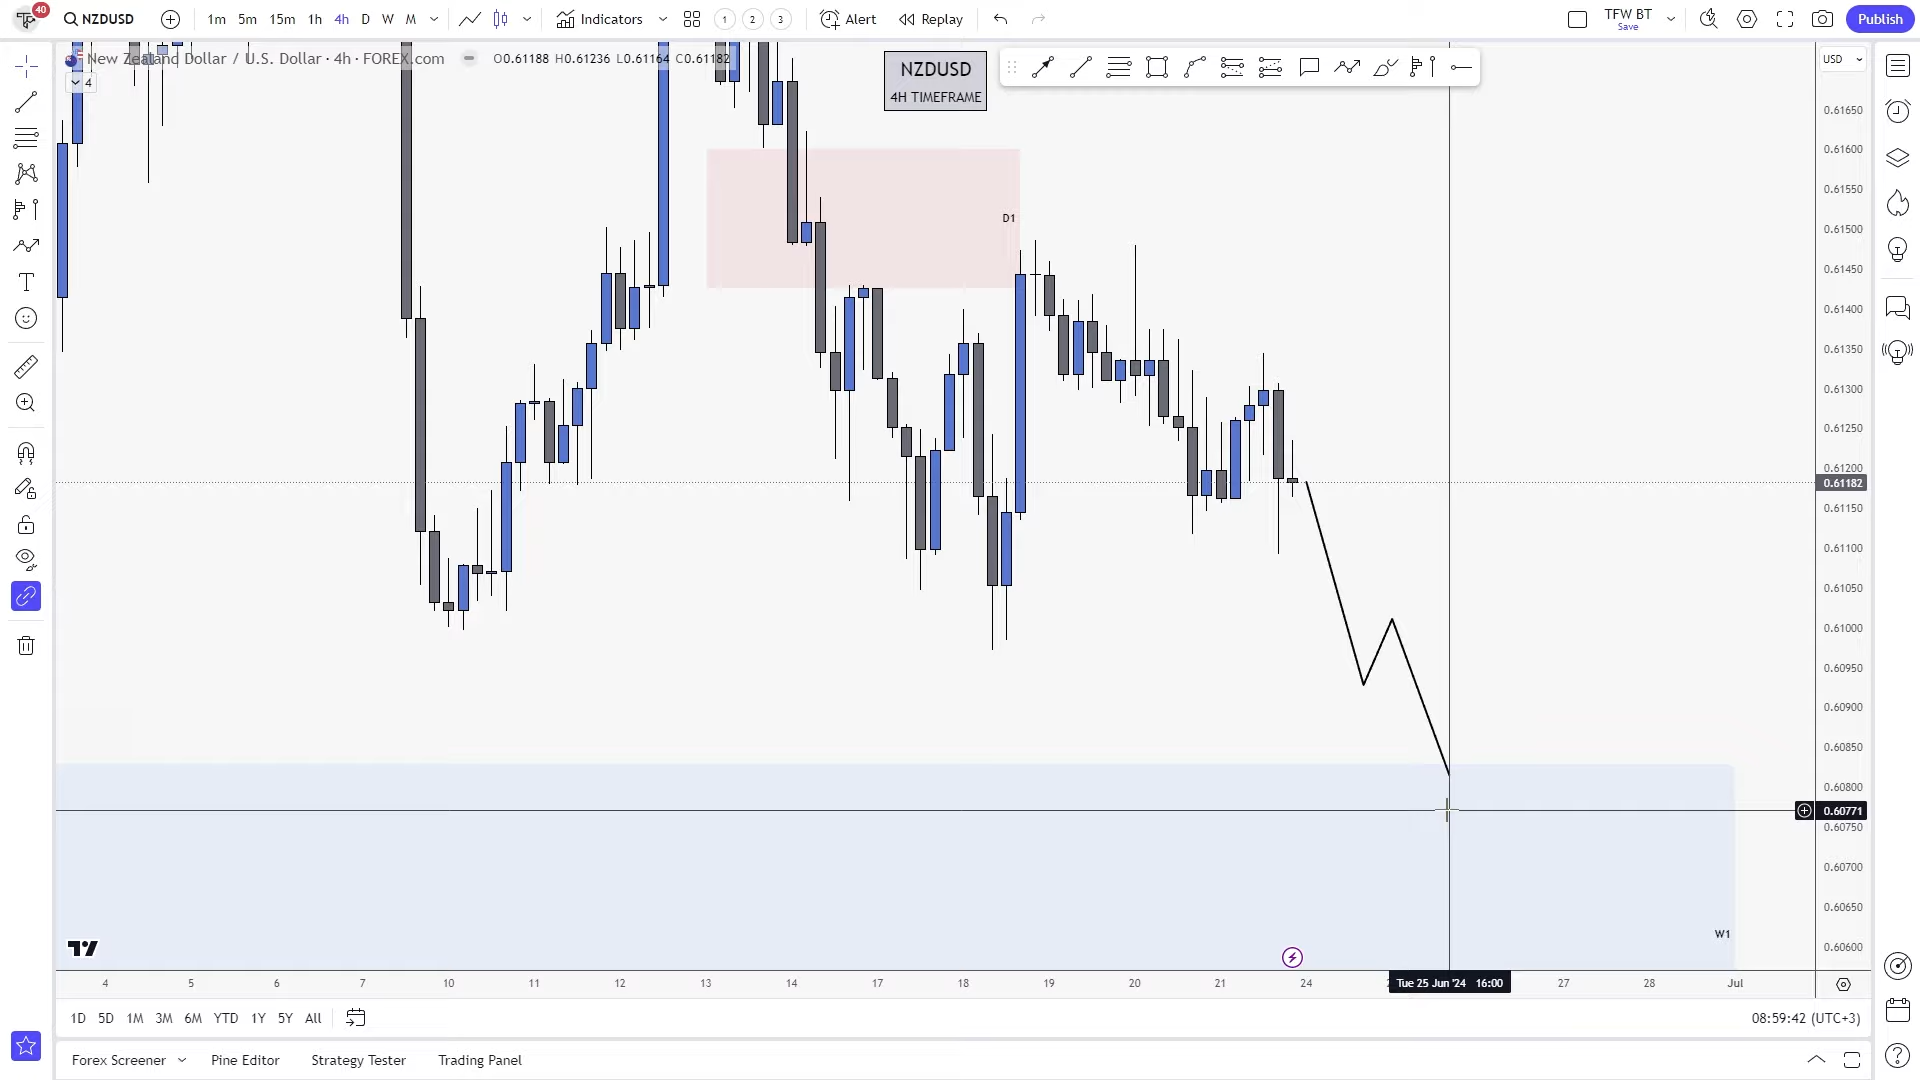 40
NZDUSD
1m 5m 15m 1h 4h D W M
Indicators
1 2 3
Alert
Replay
TFW BT
Save
Publish
New Zealand Dollar / U.S. Dollar · 4h · FOREX.com
O0.61188 H0.61236 L0.61164 C0.61182
4
NZDUSD
4H TIMEFRAME
USD
0.61650
0.61600
0.61550
D1
0.61500
0.61450
0.61400
0.61350
0.61300
0.61250
0.61200
0.61182
0.61150
0.61100
0.61050
0.61000
0.60950
0.60900
0.60850
0.60800
0.60771
0.60750
0.60700
0.60650
W1
0.60600
4 5 6 7 10 11 12 13 14 17 18 19 20 21 24 Tue 25 Jun '24 16:00 27 28 Jul
1D 5D 1M 3M 6M YTD 1Y 5Y All
08:59:42 (UTC+3)
Forex Screener
Pine Editor
Strategy Tester
Trading Panel